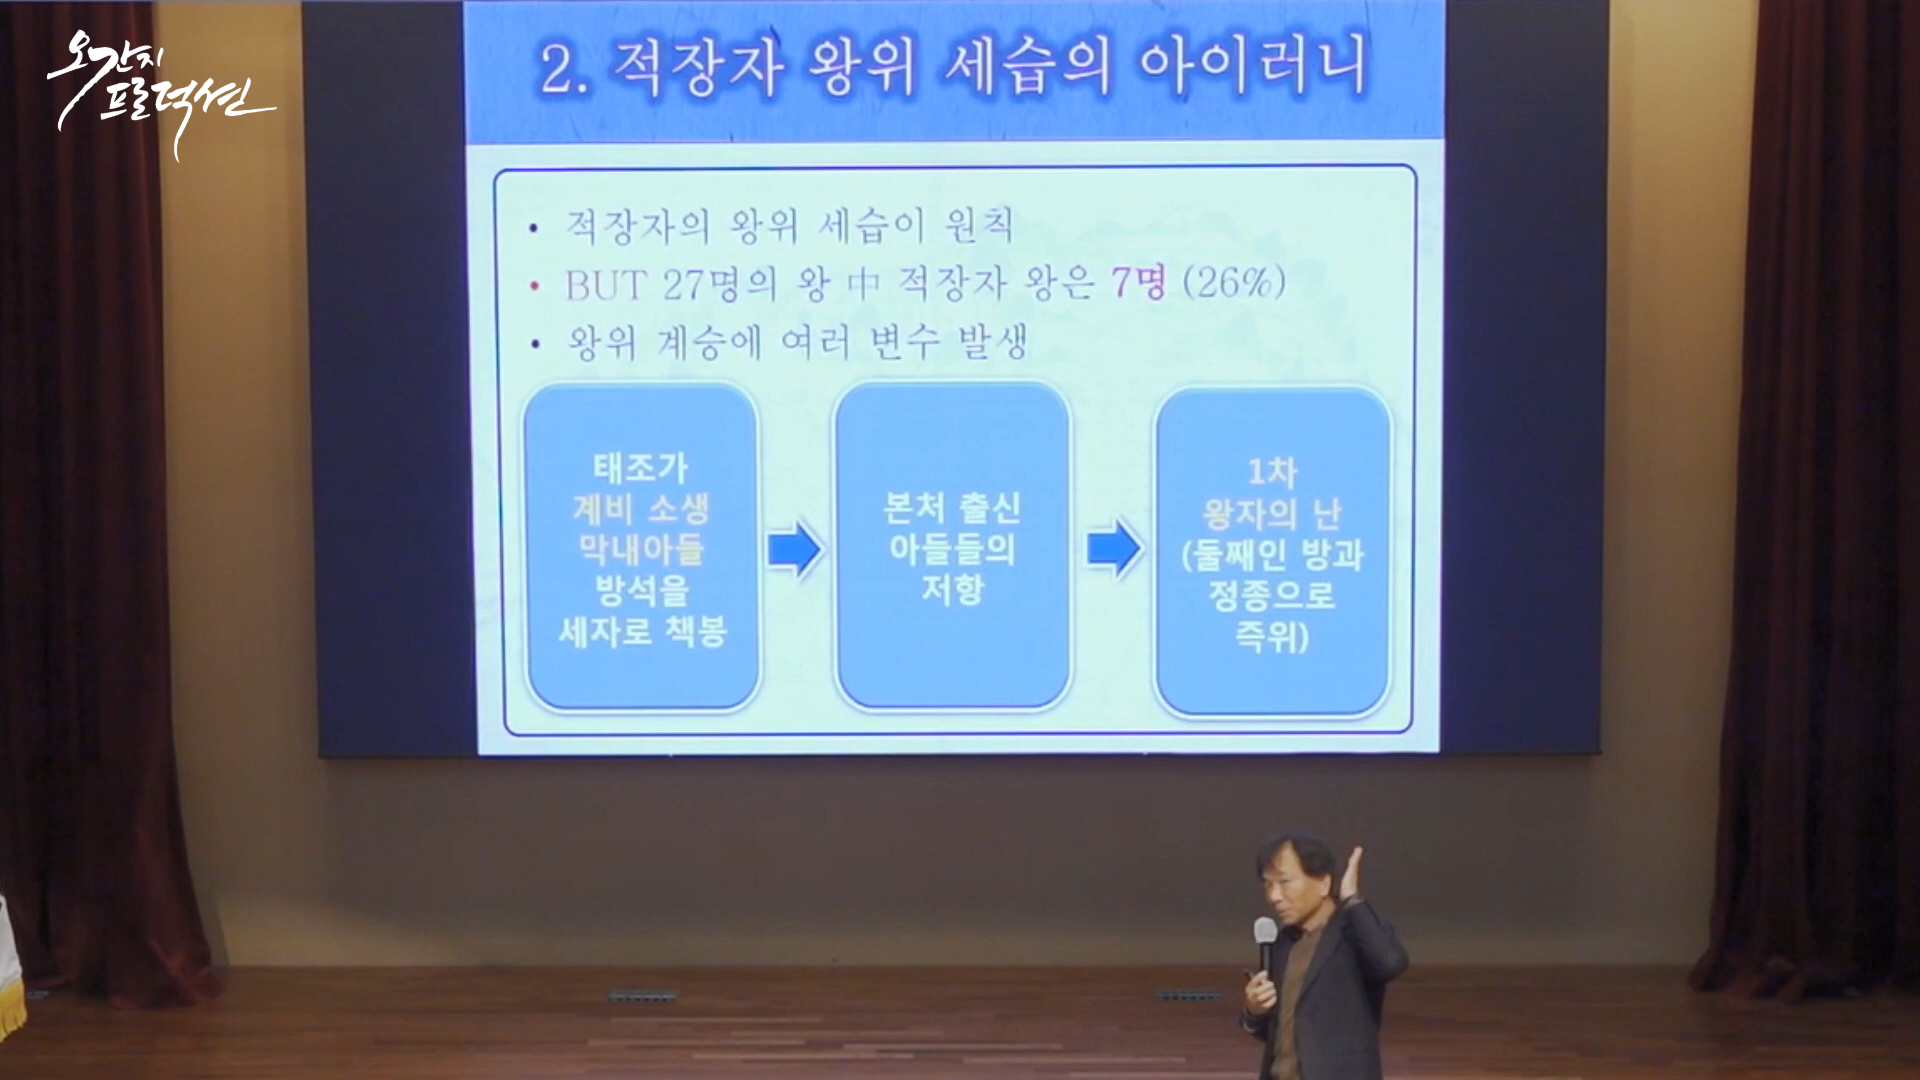 오기잔치
프로덕션
2. 적장자 왕위 세습의 아이러니
• 적장자의 왕위 세습이 원칙
• BUT 27명의 왕 中 적장자 왕은 7명 (26%)
• 왕위 계승에 여러 변수 발생
태조가
계비 소생
막내아들
방석을
세자로 책봉
본처 출신
아들들의
저항
1차
왕자의 난
(둘째인 방과
정종으로
즉위)